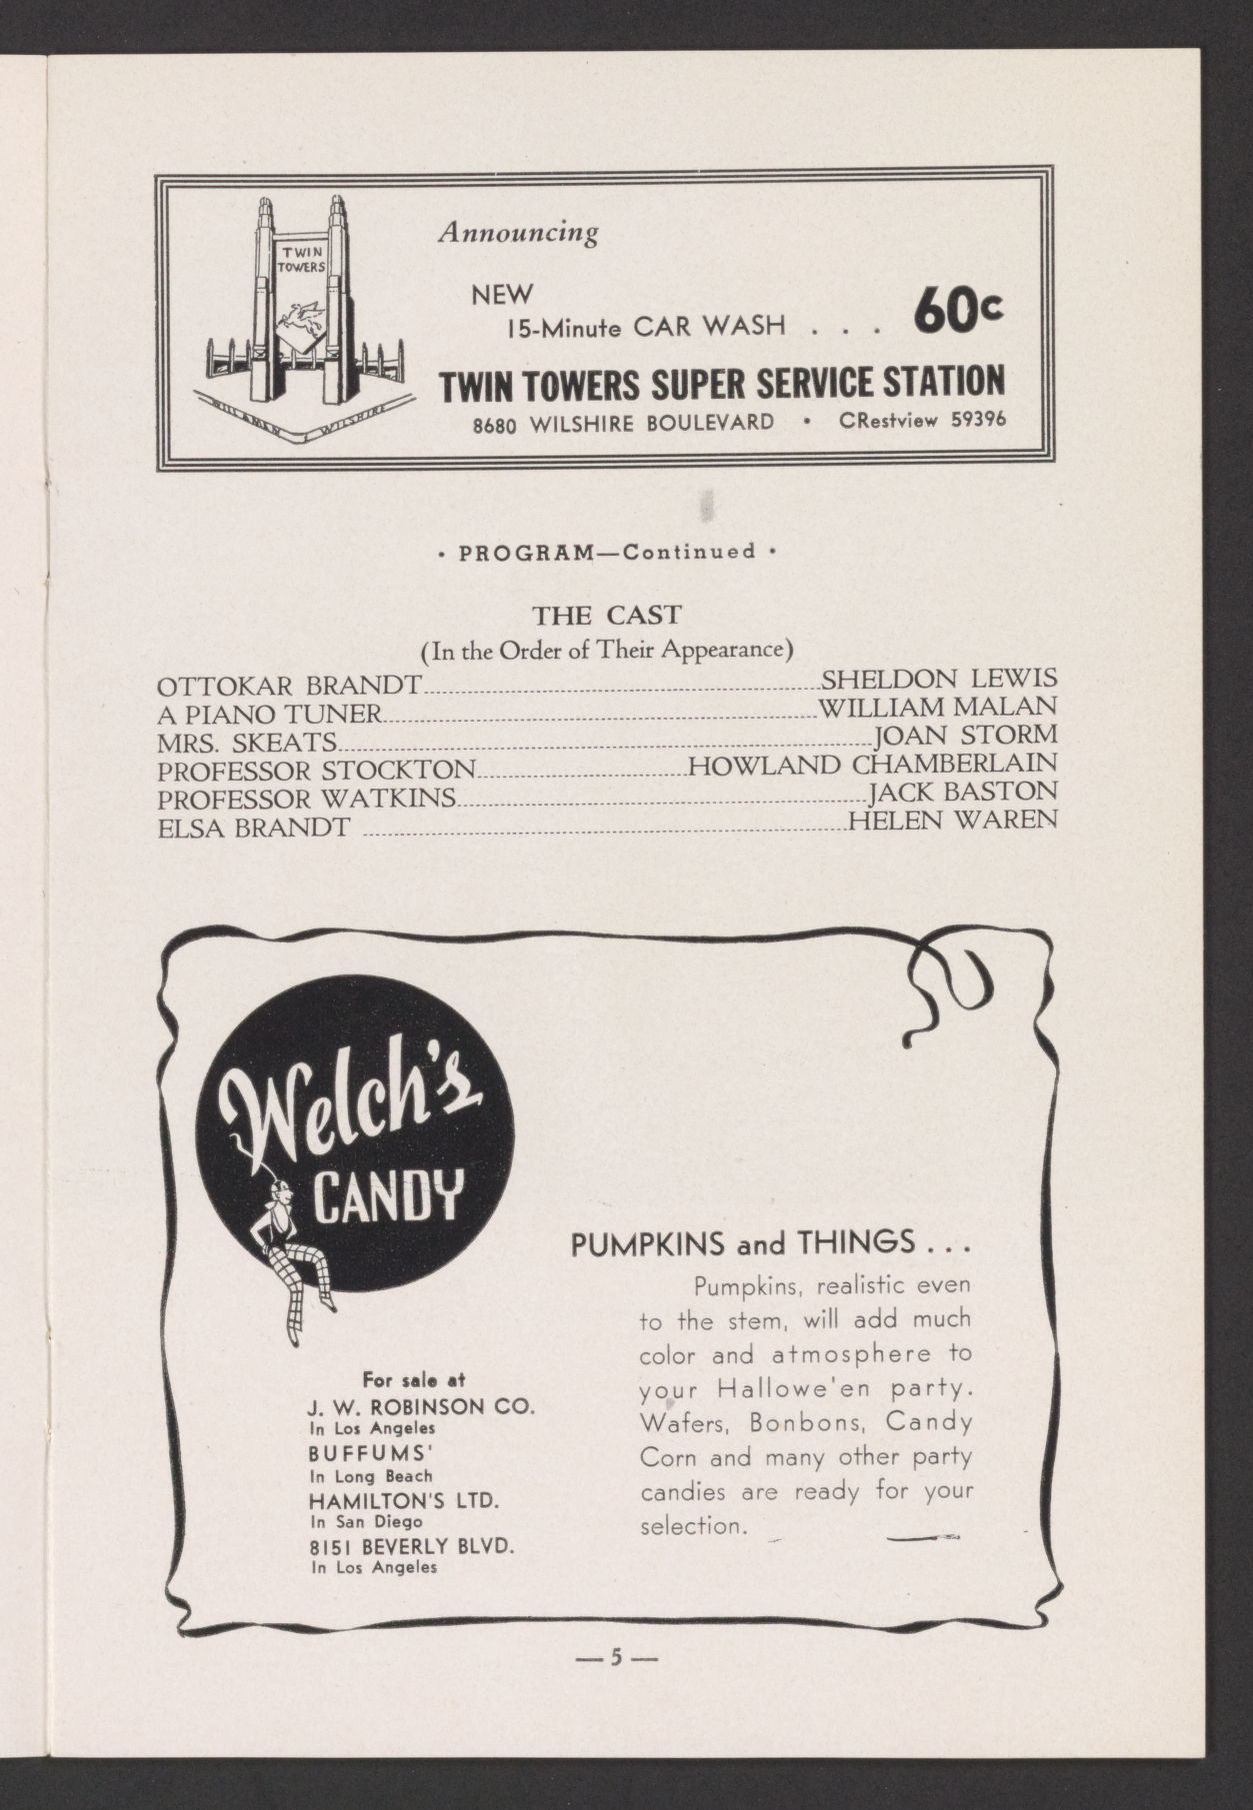 TWIN
TOWERS
WILLAMAN
WILSHIRE
Announcing
NEW
15-Minute CAR WASH . . . 60c
TWIN TOWERS SUPER SERVICE STATION
8680 WILSHIRE BOULEVARD • CRestview 59396
• PROGRAM—Continued •
THE CAST
(In the Order of Their Appearance)
OTTOKAR BRANDT SHELDON LEWIS
A PIANO TUNER WILLIAM MALAN
MRS. SKEATS JOAN STORM
PROFESSOR STOCKTON HOWLAND CHAMBERLAIN
PROFESSOR WATKINS JACK BASTON
ELSA BRANDT HELEN WAREN
Welch's
CANDY
For sale at
J. W. ROBINSON CO.
In Los Angeles
BUFFUMS'
In Long Beach
HAMILTON'S LTD.
In San Diego
8151 BEVERLY BLVD.
In Los Angeles
PUMPKINS and THINGS . . .
Pumpkins, realistic even
to the stem, will add much
color and atmosphere to
your Hallowe'en party.
Wafers, Bonbons, Candy
Corn and many other party
candies are ready for your
selection.
— 5 —